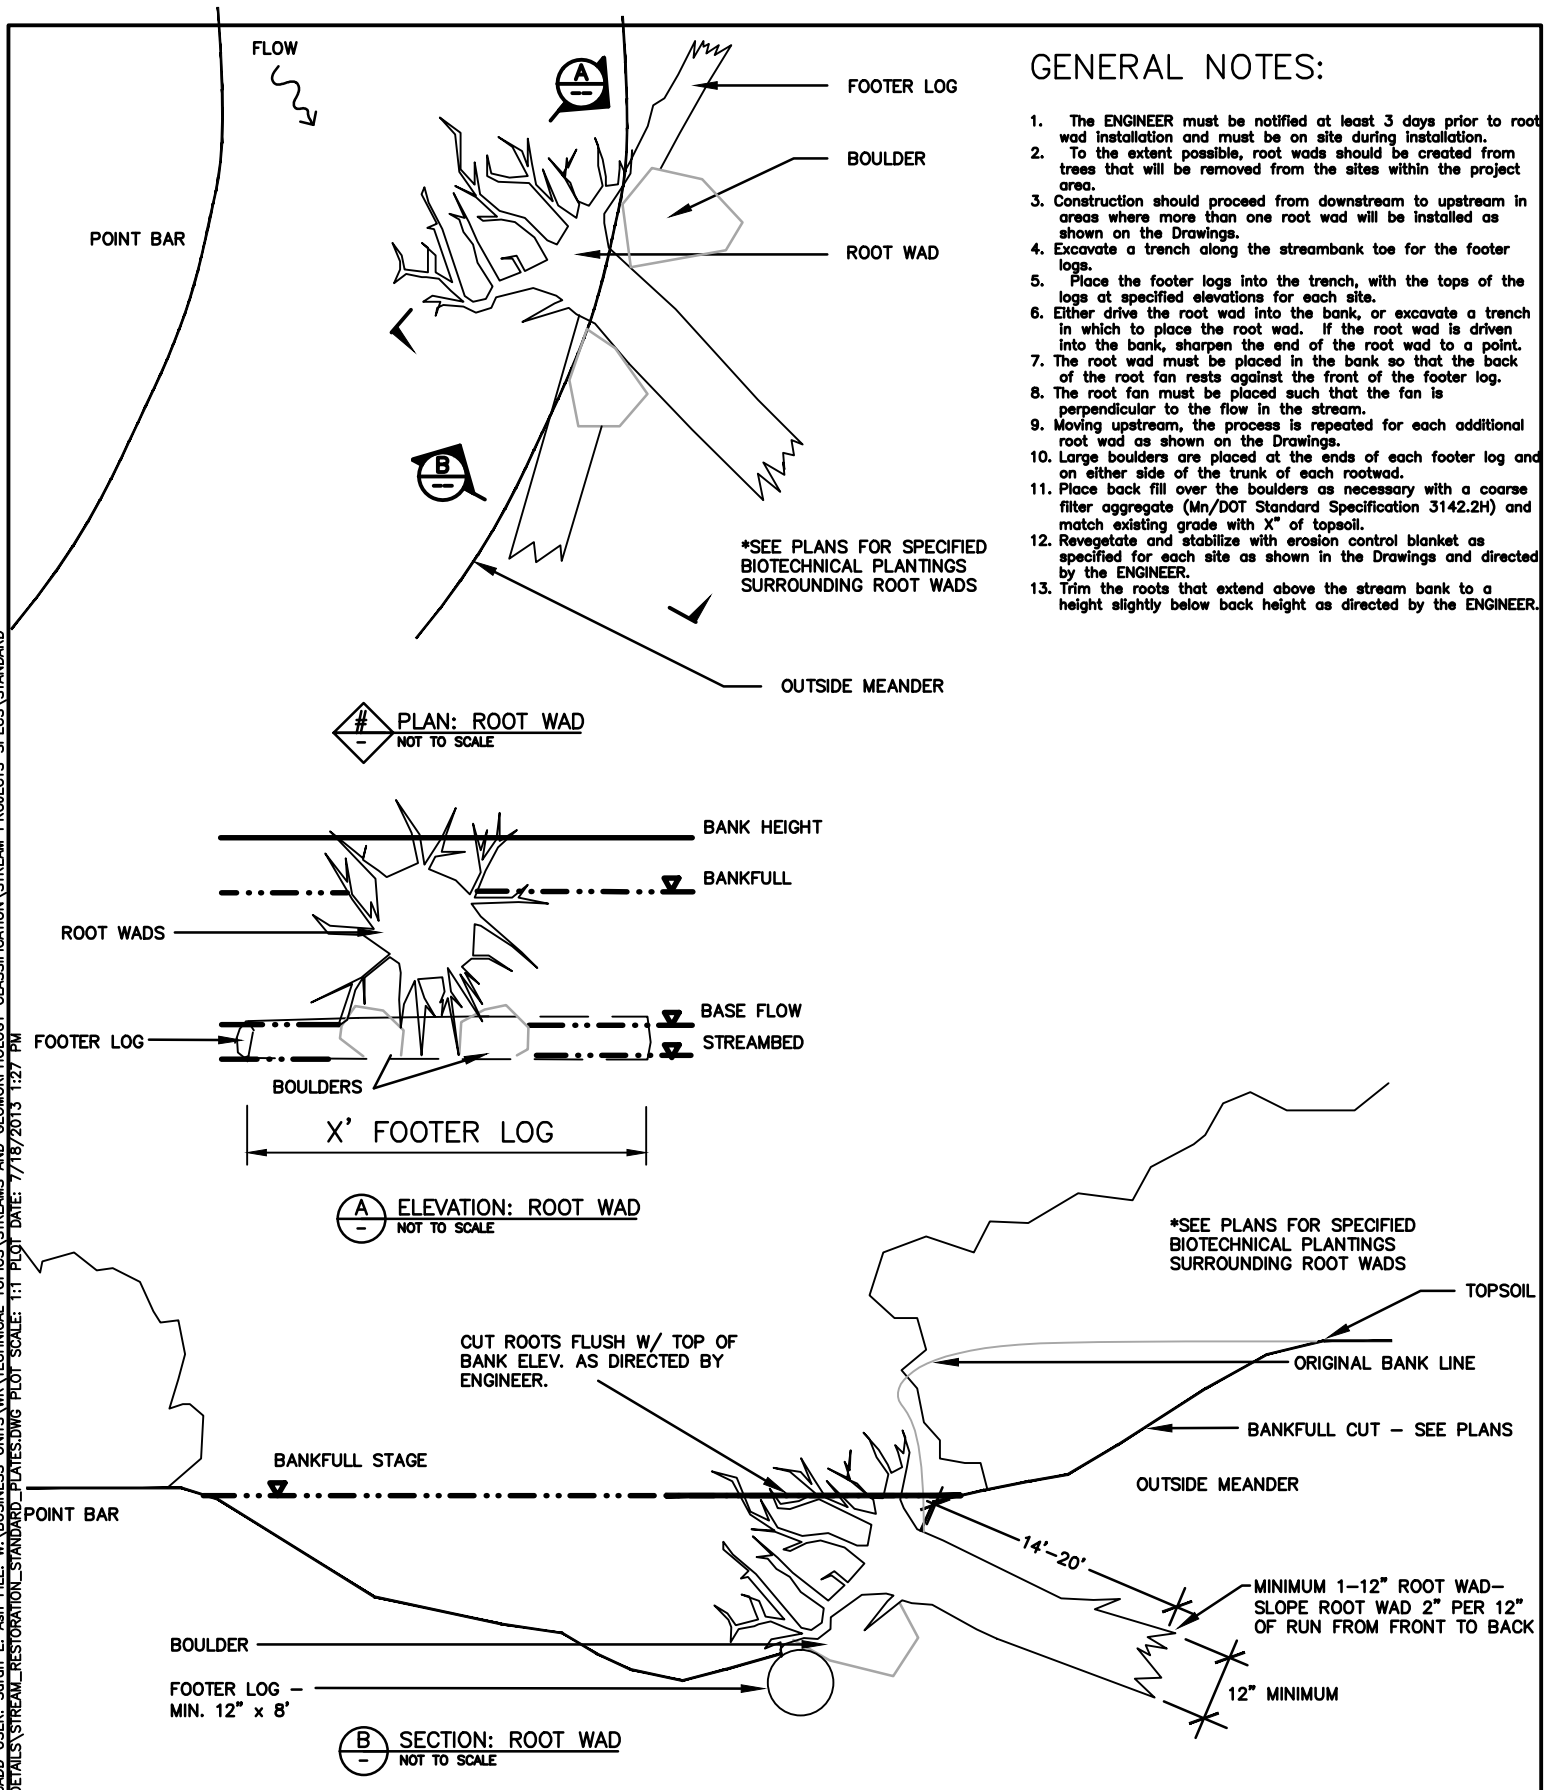 FLOW
A
--
FOOTER LOG
BOULDER
POINT BAR
ROOT WAD
B
--
*SEE PLANS FOR SPECIFIED
BIOTECHNICAL PLANTINGS
SURROUNDING ROOT WADS
OUTSIDE MEANDER
#
-
PLAN: ROOT WAD
NOT TO SCALE
GENERAL NOTES:
1. The ENGINEER must be notified at least 3 days prior to root
wad installation and must be on site during installation.
2. To the extent possible, root wads should be created from
trees that will be removed from the sites within the project
area.
3. Construction should proceed from downstream to upstream in
areas where more than one root wad will be installed as
shown on the Drawings.
4. Excavate a trench along the streambank toe for the footer
logs.
5. Place the footer logs into the trench, with the tops of the
logs at specified elevations for each site.
6. Either drive the root wad into the bank, or excavate a trench
in which to place the root wad. If the root wad is driven
into the bank, sharpen the end of the root wad to a point.
7. The root wad must be placed in the bank so that the back
of the root fan rests against the front of the footer log.
8. The root fan must be placed such that the fan is
perpendicular to the flow in the stream.
9. Moving upstream, the process is repeated for each additional
root wad as shown on the Drawings.
10. Large boulders are placed at the ends of each footer log and
on either side of the trunk of each rootwad.
11. Place back fill over the boulders as necessary with a coarse
filter aggregate (Mn/DOT Standard Specification 3142.2H) and
match existing grade with X" of topsoil.
12. Revegetate and stabilize with erosion control blanket as
specified for each site as shown in the Drawings and directed
by the ENGINEER.
13. Trim the roots that extend above the stream bank to a
height slightly below back height as directed by the ENGINEER.
BANK HEIGHT
BANKFULL
ROOT WADS
BASE FLOW
FOOTER LOG
STREAMBED
BOULDERS
X' FOOTER LOG
A
-
ELEVATION: ROOT WAD
NOT TO SCALE
*SEE PLANS FOR SPECIFIED
BIOTECHNICAL PLANTINGS
SURROUNDING ROOT WADS
TOPSOIL
CUT ROOTS FLUSH W/ TOP OF
BANK ELEV. AS DIRECTED BY
ENGINEER.
ORIGINAL BANK LINE
BANKFULL CUT - SEE PLANS
BANKFULL STAGE
OUTSIDE MEANDER
POINT BAR
14'-20'
MINIMUM 1-12" ROOT WAD-
SLOPE ROOT WAD 2" PER 12"
OF RUN FROM FRONT TO BACK
BOULDER
FOOTER LOG -
MIN. 12" x 8'
12" MINIMUM
B
-
SECTION: ROOT WAD
NOT TO SCALE
DETAILS\STREAM_RESTORATION_STANDARD_PLATES.DWG PLOT SCALE: 1:1 PLOT DATE: 7/18/2013 1:27 PM